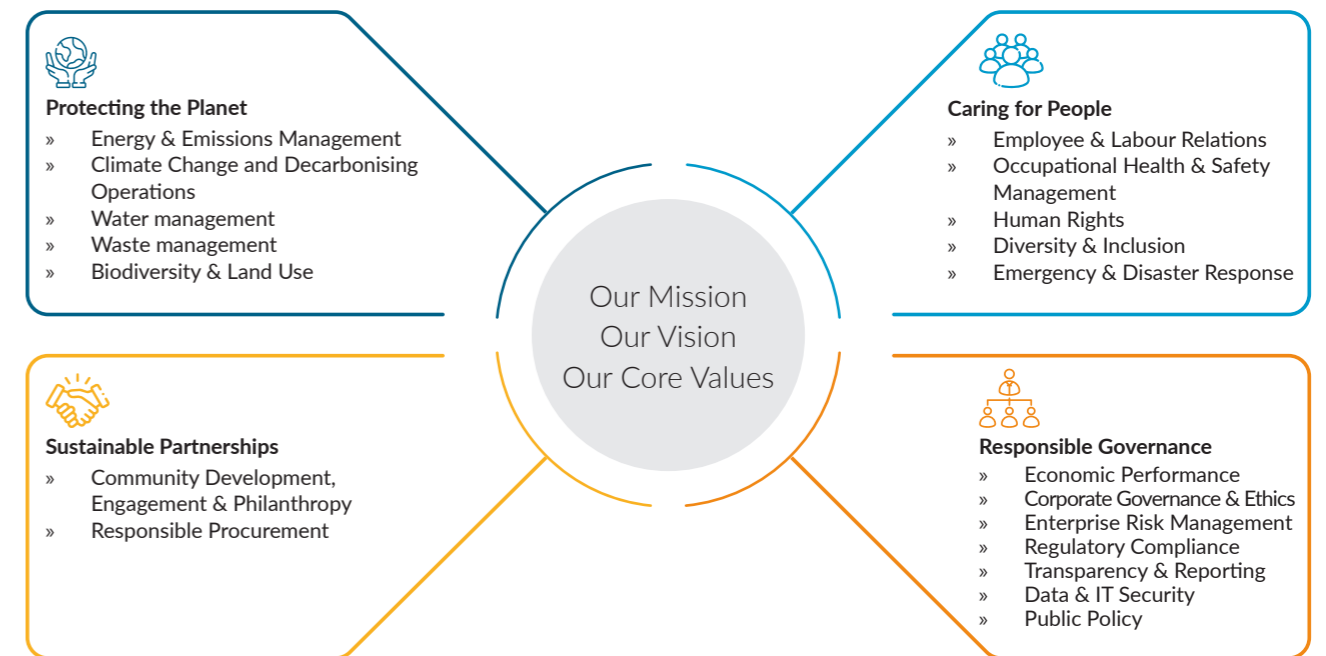 Protecting the Planet
» Energy & Emissions Management
» Climate Change and Decarbonising
Operations
» Water management
» Waste management
» Biodiversity & Land Use
Caring for People
» Employee & Labour Relations
» Occupational Health & Safety
Management
» Human Rights
» Diversity & Inclusion
» Emergency & Disaster Response
Our Mission
Our Vision
Our Core Values
Sustainable Partnerships
» Community Development,
Engagement & Philanthropy
» Responsible Procurement
Responsible Governance
» Economic Performance
» Corporate Governance & Ethics
» Enterprise Risk Management
» Regulatory Compliance
» Transparency & Reporting
» Data & IT Security
» Public Policy